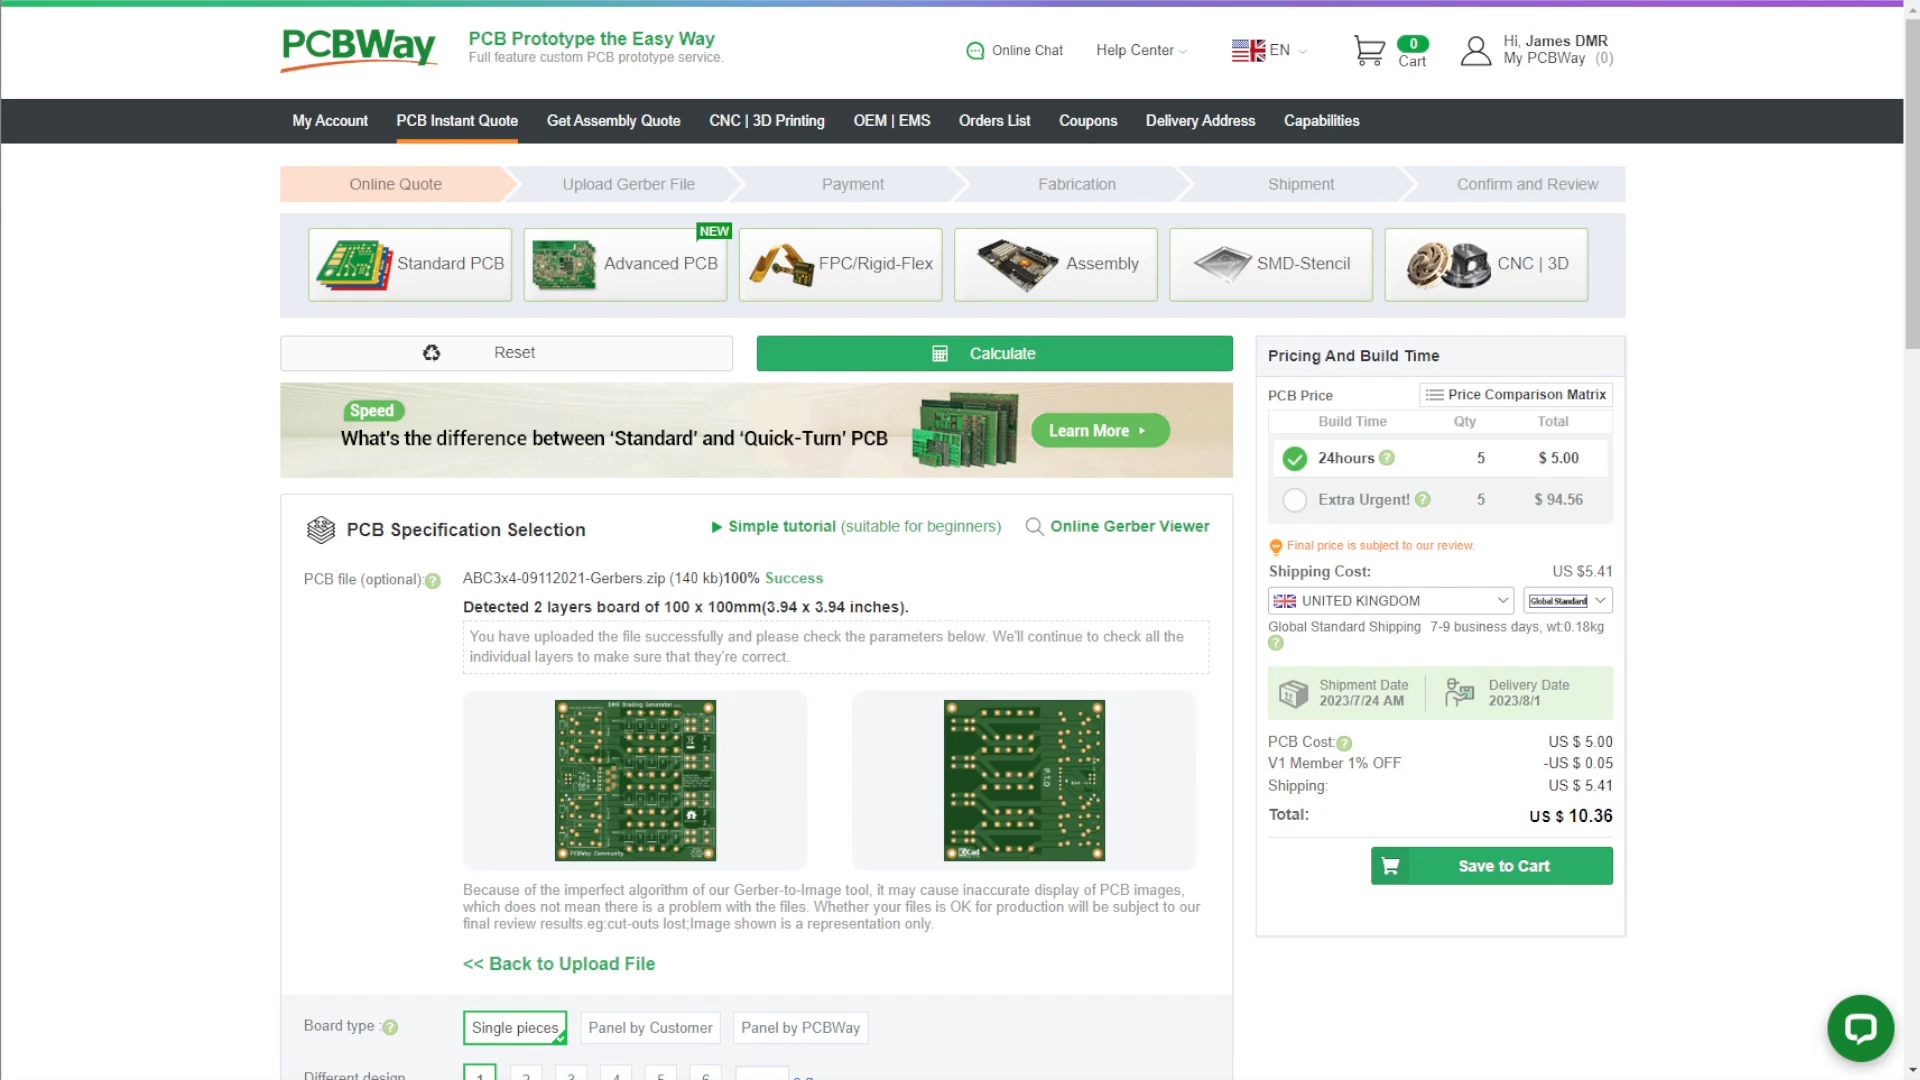 PCBWay
PCB Prototype the Easy Way
Full feature custom PCB prototype service.
Online Chat
Help Center
EN
0
Cart
Hi, James DMR
My PCBWay (0)
My Account
PCB Instant Quote
Get Assembly Quote
CNC | 3D Printing
OEM | EMS
Orders List
Coupons
Delivery Address
Capabilities
Online Quote
Upload Gerber File
Payment
Fabrication
Shipment
Confirm and Review
Standard PCB
NEW
Advanced PCB
FPC/Rigid-Flex
Assembly
SMD-Stencil
CNC | 3D
Reset
Calculate
Speed
What's the difference between ‘Standard’ and ‘Quick-Turn’ PCB
Learn More
PCB Specification Selection
Simple tutorial (suitable for beginners)
Online Gerber Viewer
PCB file (optional):
ABC3x4-09112021-Gerbers.zip (140 kb)100% Success
Detected 2 layers board of 100 x 100mm(3.94 x 3.94 inches).
You have uploaded the file successfully and please check the parameters below. We'll continue to check all the
individual layers to make sure that they're correct.
PCBWay Community
P.T.O
KiCad
Because of the imperfect algorithm of our Gerber-to-Image tool, it may cause inaccurate display of PCB images,
which does not mean there is a problem with the files. Whether your files is OK for production will be subject to our
final review results.eg:cut-outs lost;Image shown is a representation only.
<< Back to Upload File
Board type :
Single pieces
Panel by Customer
Panel by PCBWay
Different design
1 2 3 4 5 6
Pricing And Build Time
PCB Price
Price Comparison Matrix
Build Time Qty Total
24hours ? 5 $ 5.00
Extra Urgent! ? 5 $ 94.56
Final price is subject to our review.
Shipping Cost: US $5.41
UNITED KINGDOM
Global Standard
Global Standard Shipping 7-9 business days, wt:0.18kg
?
Shipment Date
2023/7/24 AM
Delivery Date
2023/8/1
PCB Cost: ? US $ 5.00
V1 Member 1% OFF -US $ 0.05
Shipping: US $ 5.41
Total: US $ 10.36
Save to Cart